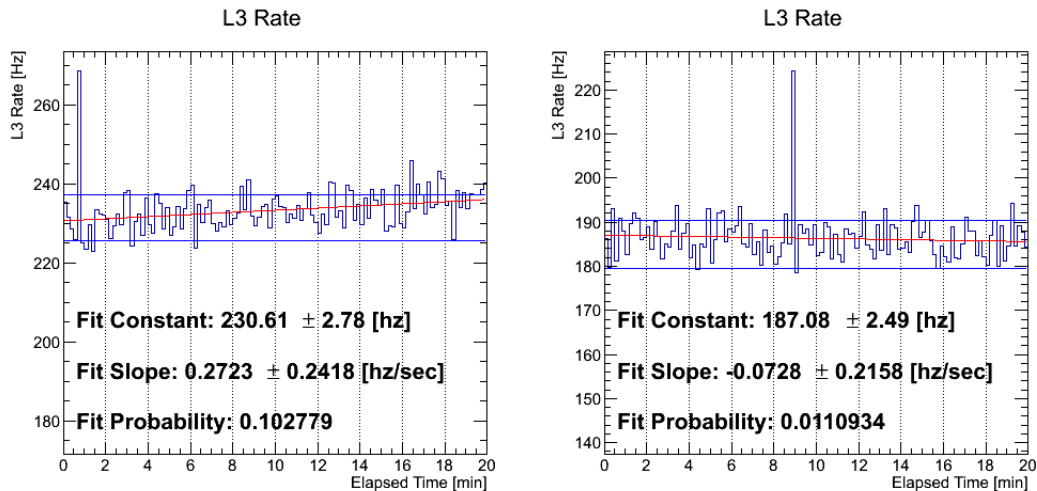 L3 Rate
L3 Rate [Hz]
260
240
220
200
180
Fit Constant: 230.61 ± 2.78 [hz]
Fit Slope: 0.2723 ± 0.2418 [hz/sec]
Fit Probability: 0.102779
0 2 4 6 8 10 12 14 16 18 20
Elapsed Time [min]
L3 Rate
L3 Rate [Hz]
220
210
200
190
180
170
160
150
140
Fit Constant: 187.08 ± 2.49 [hz]
Fit Slope: -0.0728 ± 0.2158 [hz/sec]
Fit Probability: 0.0110934
0 2 4 6 8 10 12 14 16 18 20
Elapsed Time [min]